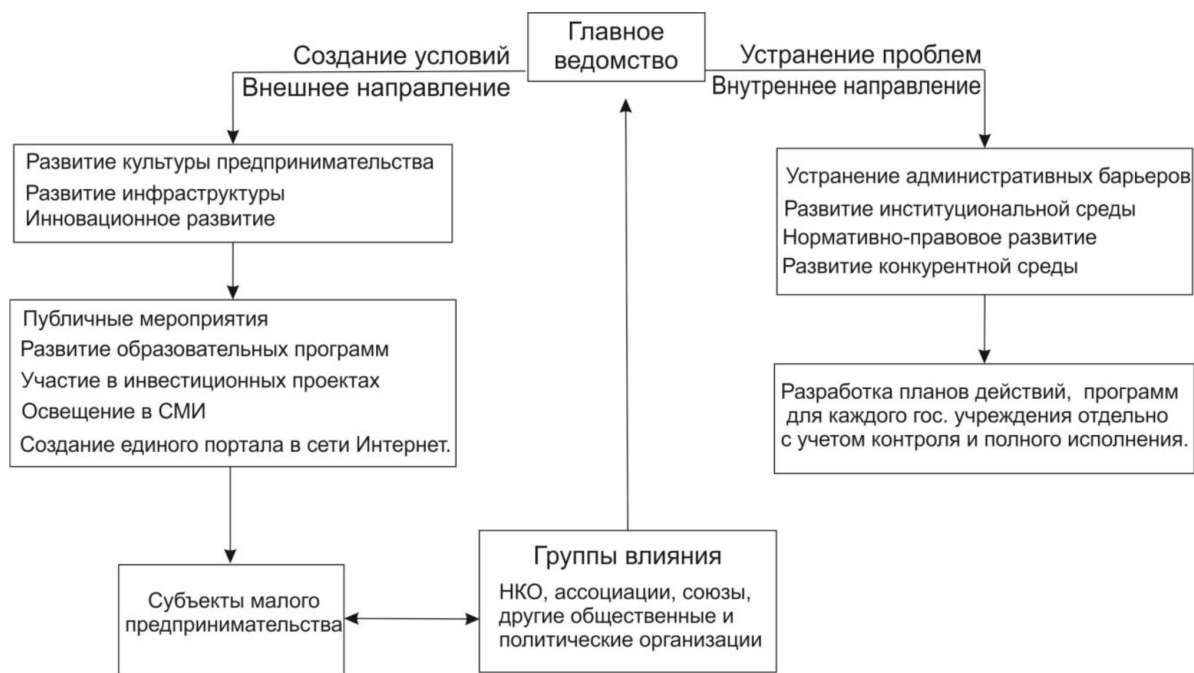 Главное
ведомство
Создание условий
Внешнее направление
Устранение проблем
Внутреннее направление
Развитие культуры предпринимательства
Развитие инфраструктуры
Инновационное развитие
Устранение административных барьеров
Развитие институциональной среды
Нормативно-правовое развитие
Развитие конкурентной среды
Публичные мероприятия
Развитие образовательных программ
Участие в инвестиционных проектах
Освещение в СМИ
Создание единого портала в сети Интернет.
Разработка планов действий, программ
для каждого гос. учреждения отдельно
с учетом контроля и полного исполнения.
Субъекты малого
предпринимательства
Группы влияния
НКО, ассоциации, союзы,
другие общественные и
политические организации